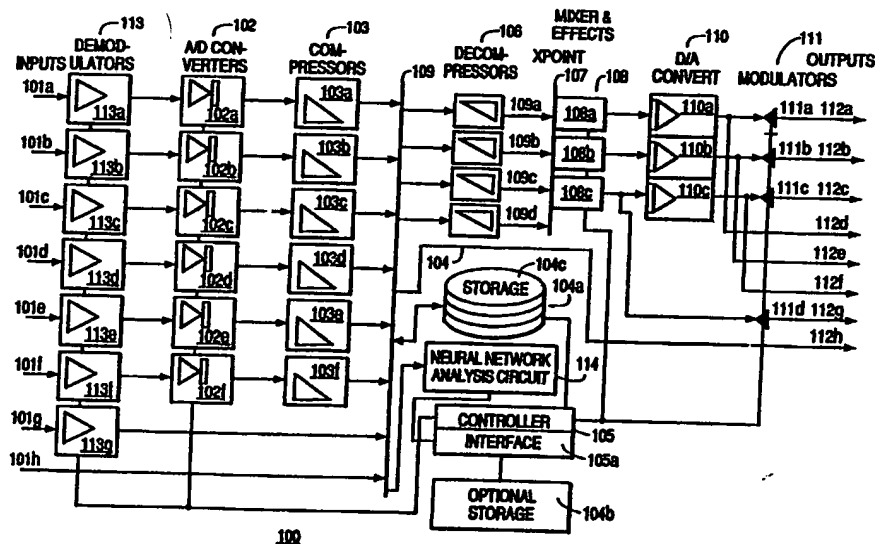 113
DEMOD-
ULATORS
INPUTS
102
A/D CON-
VERTERS
103
COM-
PRESSORS
106
DECOM-
PRESSORS
109
MIXER &
EFFECTS
XPOINT
107
108
110
D/A
CONVERT
111
MODULATORS
OUTPUTS
101a
113a
102a
103a
109a
108a
110a
111a 112a
101b
113b
102b
103b
109b
108b
110b
111b 112b
101c
113c
102c
103c
109c
108c
110c
111c 112c
109d
112d
101d
113d
102d
103d
104
104c
STORAGE
104a
112e
112f
101e
113e
102e
103e
111d 112g
112h
NEURAL NETWORK
ANALYSIS CIRCUIT
114
101f
113f
102f
103f
101g
113g
CONTROLLER
105
INTERFACE
105a
101h
OPTIONAL
STORAGE
104b
100